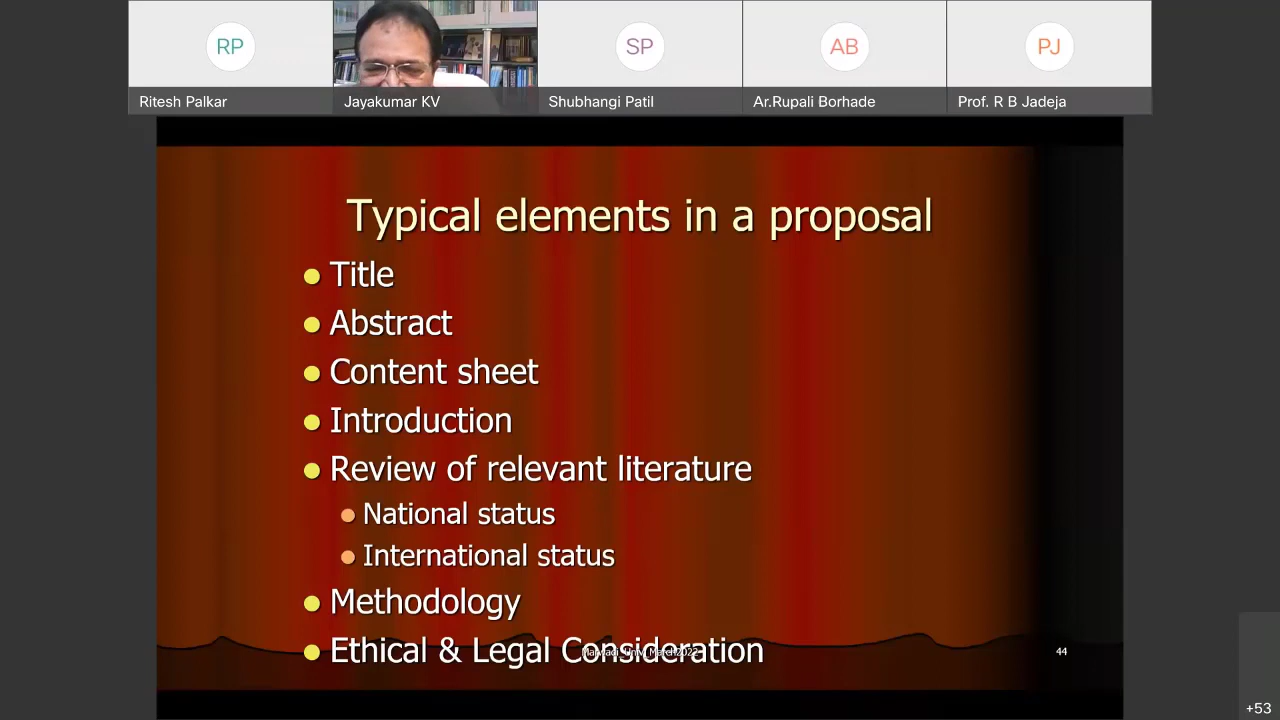 RP
SP
AB
PJ
Ritesh Palkar
Jayakumar KV
Shubhangi Patil
Ar.Rupali Borhade
Prof. R B Jadeja
Typical elements in a proposal
Title
Abstract
Content sheet
Introduction
Review of relevant literature
National status
International status
Methodology
Ethical & Legal Consideration
44
+53